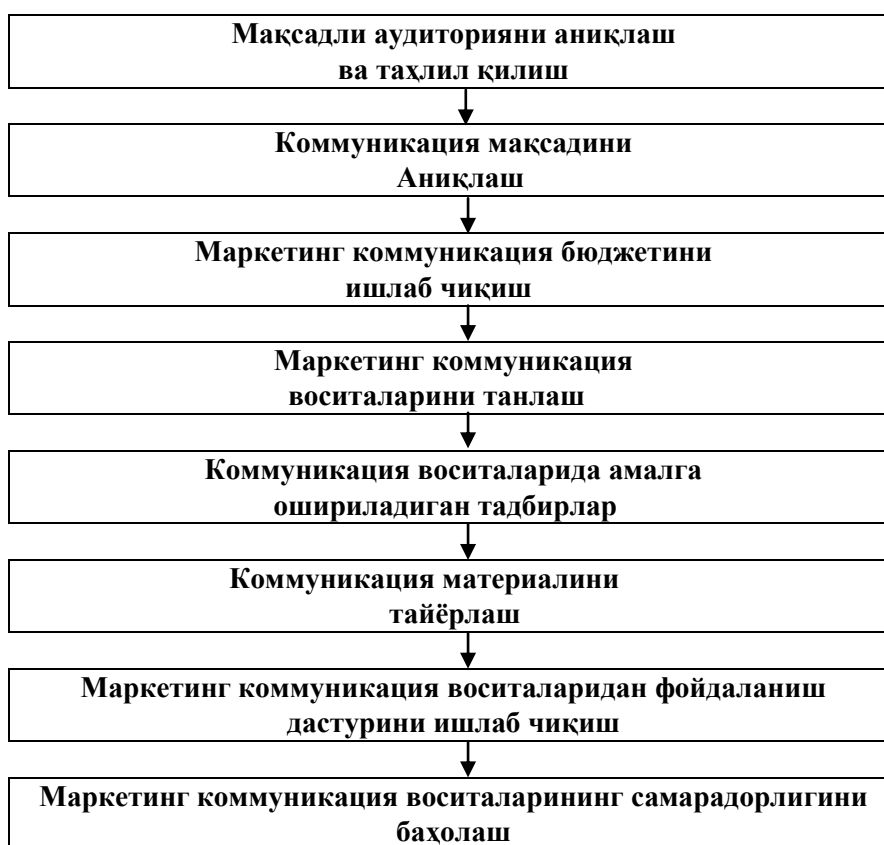 Мақсадли аудиторияни аниқлаш
ва таҳлил қилиш
Коммуникация мақсадини
Аниқлаш
Маркетинг коммуникация бюджетини
ишлаб чиқиш
Маркетинг коммуникация
воситаларини танлаш
Коммуникация воситаларида амалга
ошириладиган тадбирлар
Коммуникация материалини
тайёрлаш
Маркетинг коммуникация воситаларидан фойдаланиш
дастурини ишлаб чиқиш
Маркетинг коммуникация воситаларининг самарадорлигини
баҳолаш